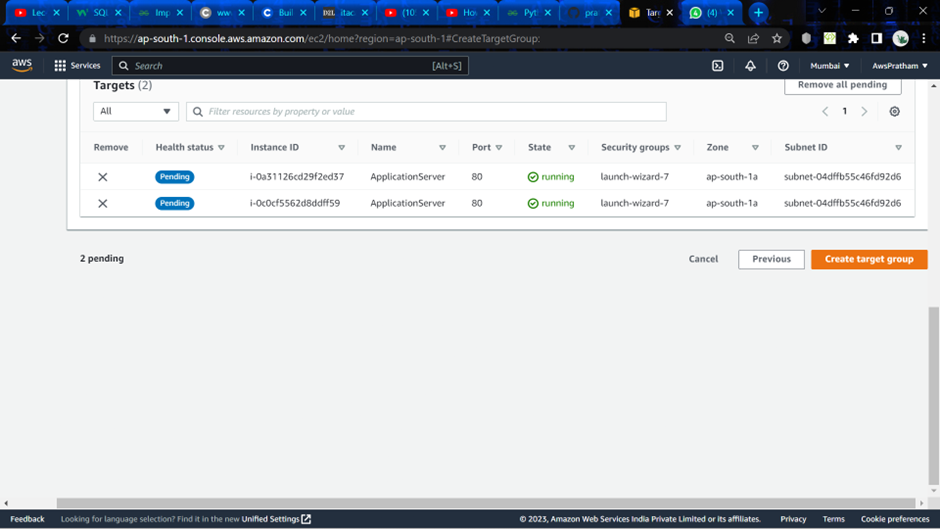 Lec
SQL
Imp
www
Buil
DXL itac
(10
Hov
Pyt
pra
Targ
(4)
https://ap-south-1.console.aws.amazon.com/ec2/home?region=ap-south-1#CreateTargetGroup:
aws Services Search [Alt+S] Mumbai AwsPratham
Targets (2) Remove all pending
All Filter resources by property or value 1
Remove Health status Instance ID Name Port State Security groups Zone Subnet ID
Pending i-0a31126cd29f2ed37 ApplicationServer 80 running launch-wizard-7 ap-south-1a subnet-04dffb55c46fd92d6
Pending i-0c0cf5562d8ddff59 ApplicationServer 80 running launch-wizard-7 ap-south-1a subnet-04dffb55c46fd92d6
2 pending Cancel Previous Create target group
Feedback Looking for language selection? Find it in the new Unified Settings © 2023, Amazon Web Services India Private Limited or its affiliates. Privacy Terms Cookie preferences